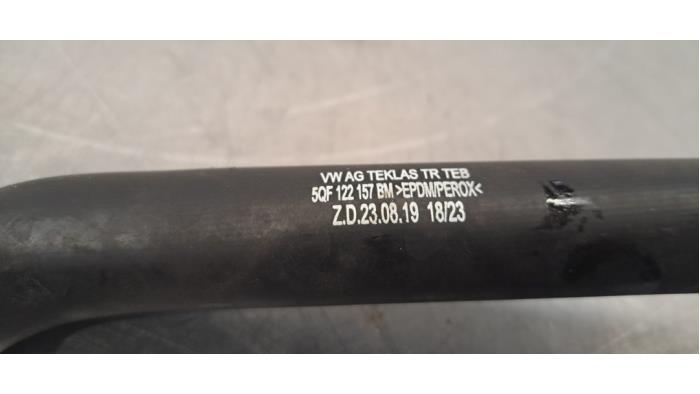 VW AG TEKLAS TR TEB
5QF 122 157 BM >EPDM/PEROX<
Z.D.23.08.19 18/23